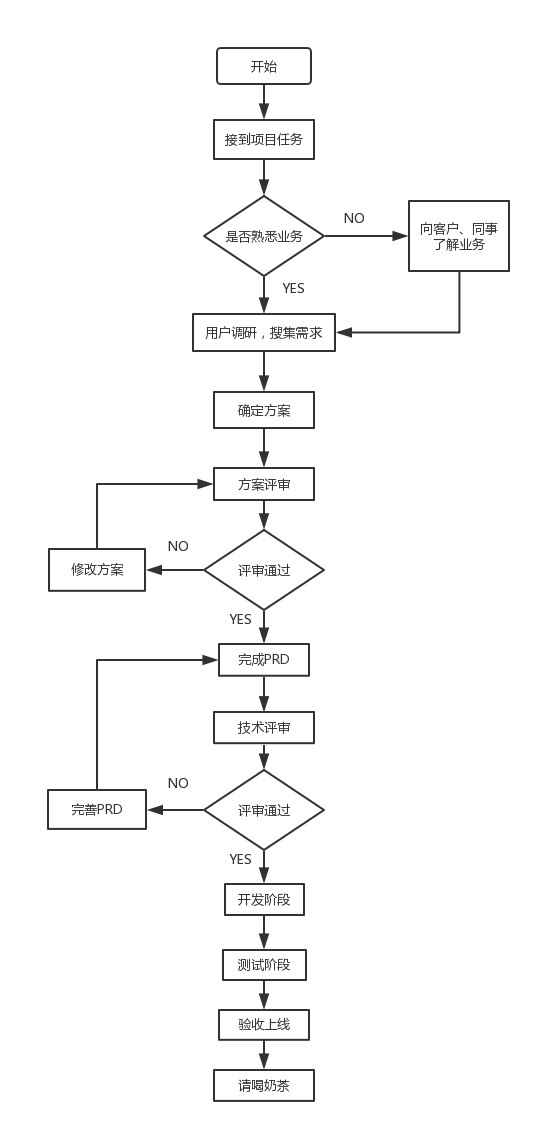 开始
接到项目任务
是否熟悉业务
NO
向客户、同事
了解业务
YES
用户调研，搜集需求
确定方案
方案评审
评审通过
NO
修改方案
YES
完成PRD
技术评审
评审通过
NO
完善PRD
YES
开发阶段
测试阶段
验收上线
请喝奶茶